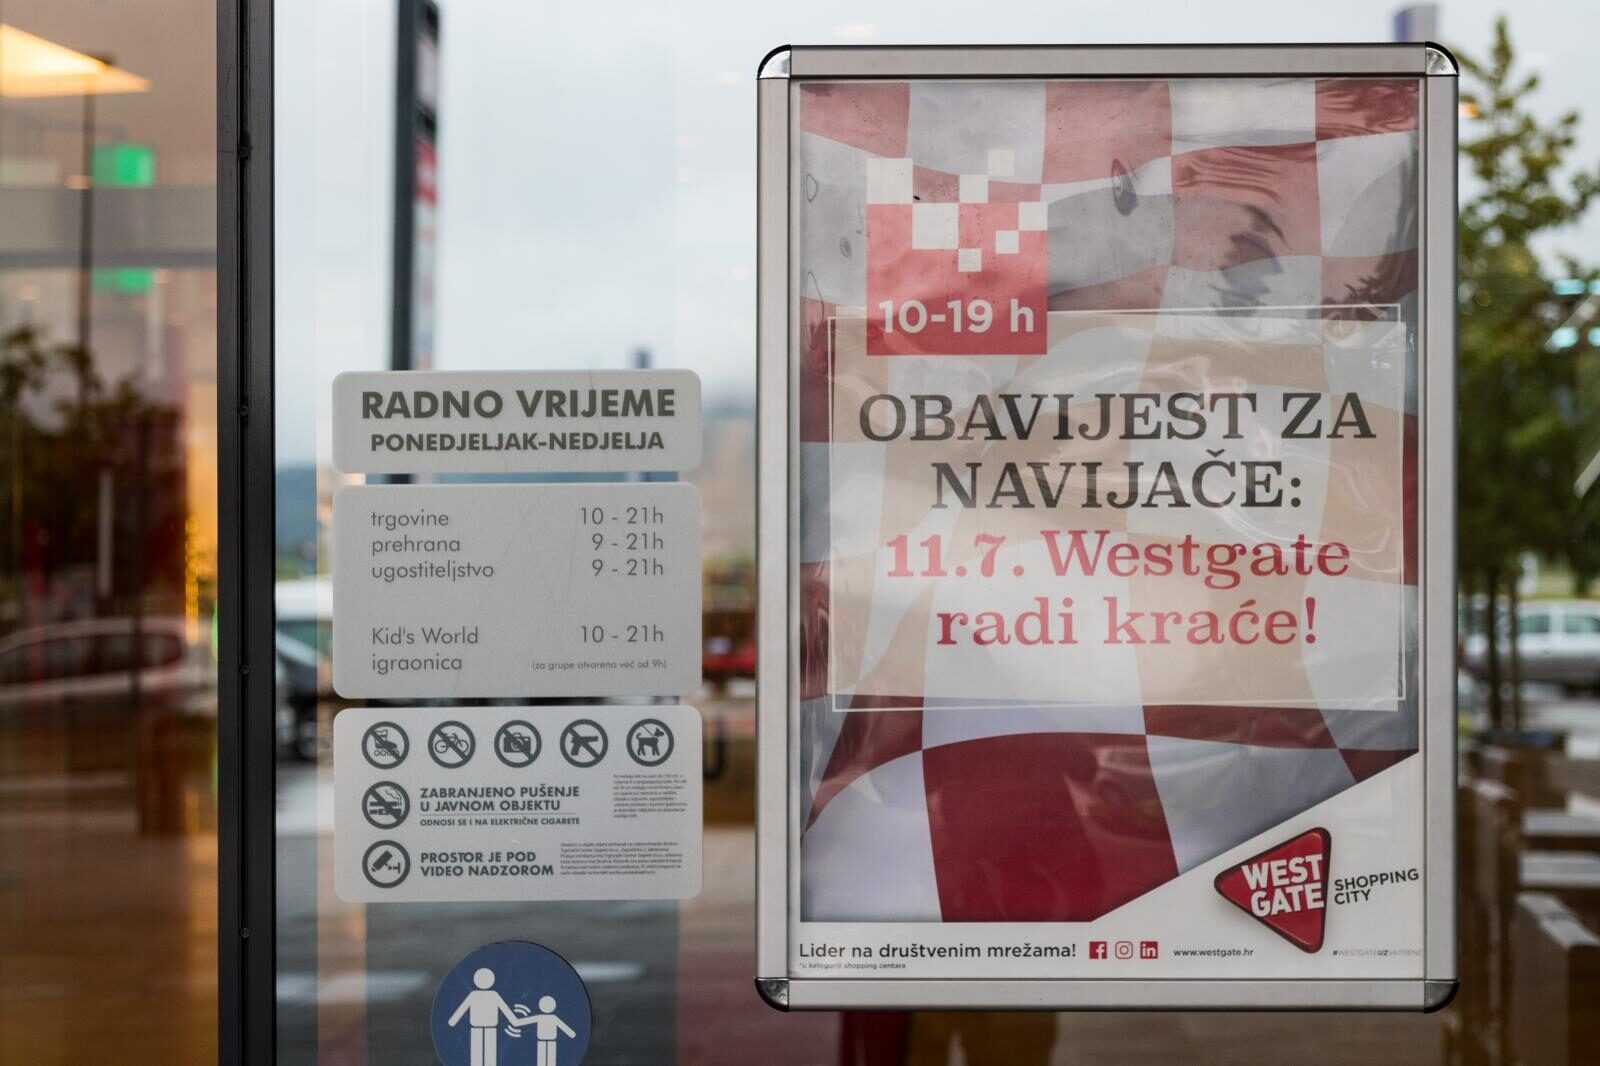 RADNO VRIJEME
PONEDJELJAK-NEDJELJA
trgovine 10 - 21h
prehrana 9 - 21h
ugostiteljstvo 9 - 21h
Kid's World 10 - 21h
igraonica (za grupe otvoreno već od 9h)
ZABRANJENO PUŠENJE
U JAVNOM OBJEKTU
ODNOSI SE I NA ELEKTRIČNE CIGARETE
PROSTOR JE POD
VIDEO NADZOROM
10-19 h
OBAVIJEST ZA
NAVIJAČE:
11.7. Westgate
radi kraće!
WEST
GATE
SHOPPING
CITY
Lider na društvenim mrežama! www.westgate.hr #WESTGATEUZVATRENE
*u kategoriji shopping centara